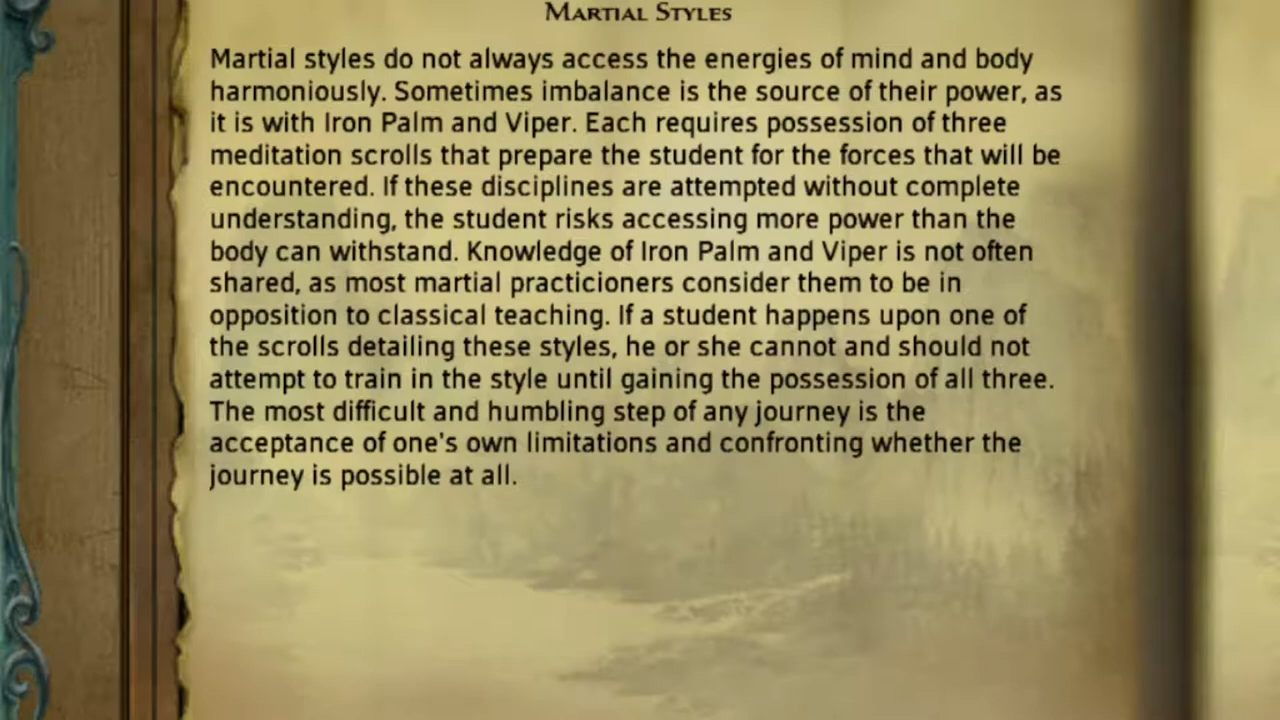 Martial Styles
Martial styles do not always access the energies of mind and body
harmoniously. Sometimes imbalance is the source of their power, as
it is with Iron Palm and Viper. Each requires possession of three
meditation scrolls that prepare the student for the forces that will be
encountered. If these disciplines are attempted without complete
understanding, the student risks accessing more power than the
body can withstand. Knowledge of Iron Palm and Viper is not often
shared, as most martial practicioners consider them to be in
opposition to classical teaching. If a student happens upon one of
the scrolls detailing these styles, he or she cannot and should not
attempt to train in the style until gaining the possession of all three.
The most difficult and humbling step of any journey is the
acceptance of one's own limitations and confronting whether the
journey is possible at all.